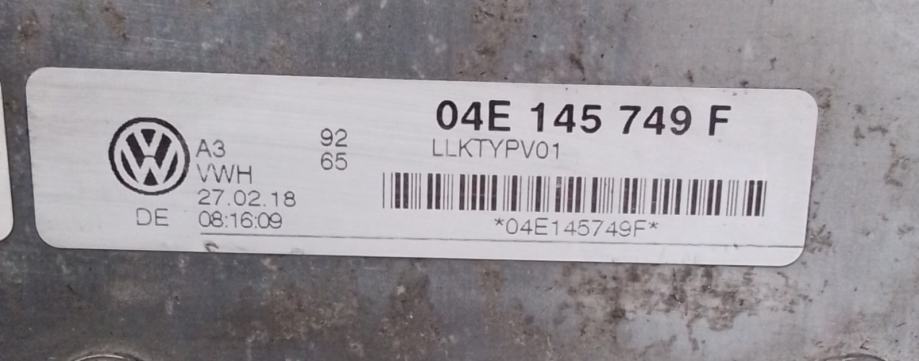 04E 145 749 F
A3
92
LLKTYPV01
VWH
65
27.02.18
DE
08:16:09
*04E145749F*